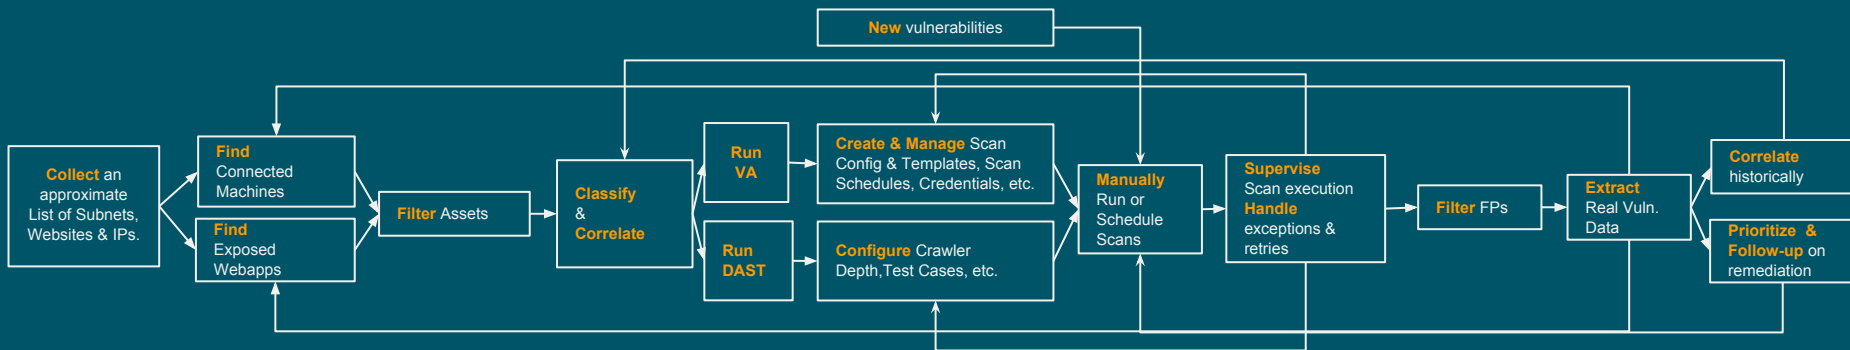 New vulnerabilities
Collect an
approximate
List of Subnets,
Websites & IPs.
Find
Connected
Machines
Find
Exposed
Webapps
Filter Assets
Classify
&
Correlate
Run
VA
Run
DAST
Create & Manage Scan
Config & Templates, Scan
Schedules, Credentials, etc.
Configure Crawler
Depth,Test Cases, etc.
Manually
Run or
Schedule
Scans
Supervise
Scan execution
Handle
exceptions &
retries
Filter FPs
Extract
Real Vuln.
Data
Correlate
historically
Prioritize &
Follow-up on
remediation